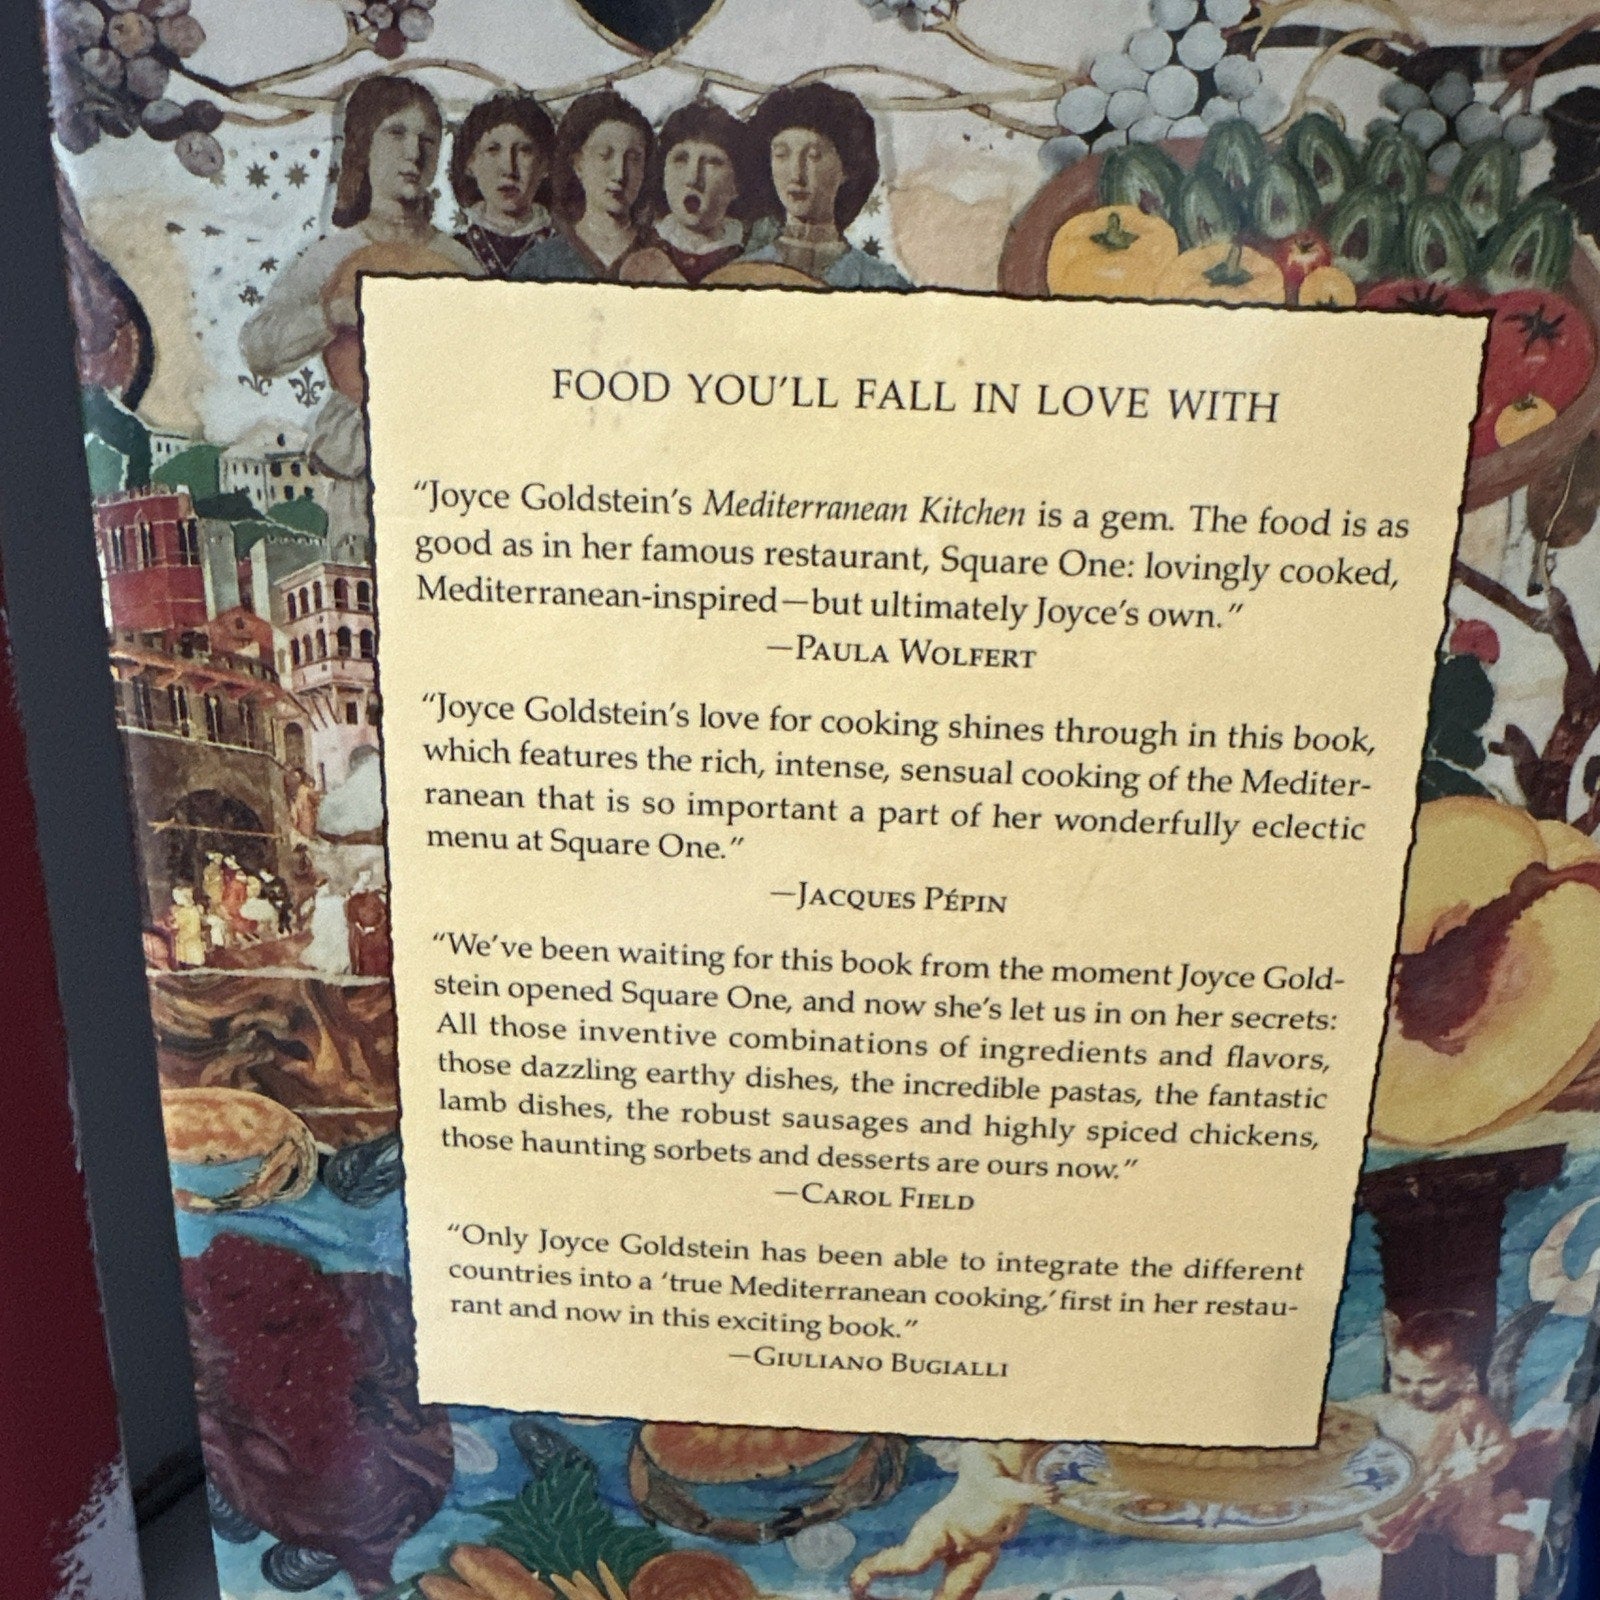 FOOD YOU'LL FALL IN LOVE WITH
“Joyce Goldstein's Mediterranean Kitchen is a gem. The food is as
good as in her famous restaurant, Square One: lovingly cooked,
Mediterranean-inspired—but ultimately Joyce's own.”
—PAULA WOLFERT
“Joyce Goldstein's love for cooking shines through in this book,
which features the rich, intense, sensual cooking of the Mediter-
ranean that is so important a part of her wonderfully eclectic
menu at Square One.”
—JACQUES PÉPIN
“We've been waiting for this book from the moment Joyce Gold-
stein opened Square One, and now she's let us in on her secrets:
All those inventive combinations of ingredients and flavors,
those dazzling earthy dishes, the incredible pastas, the fantastic
lamb dishes, the robust sausages and highly spiced chickens,
those haunting sorbets and desserts are ours now.”
—CAROL FIELD
“Only Joyce Goldstein has been able to integrate the different
countries into a ‘true Mediterranean cooking,’ first in her restau-
rant and now in this exciting book.”
—GIULIANO BUGIALLI